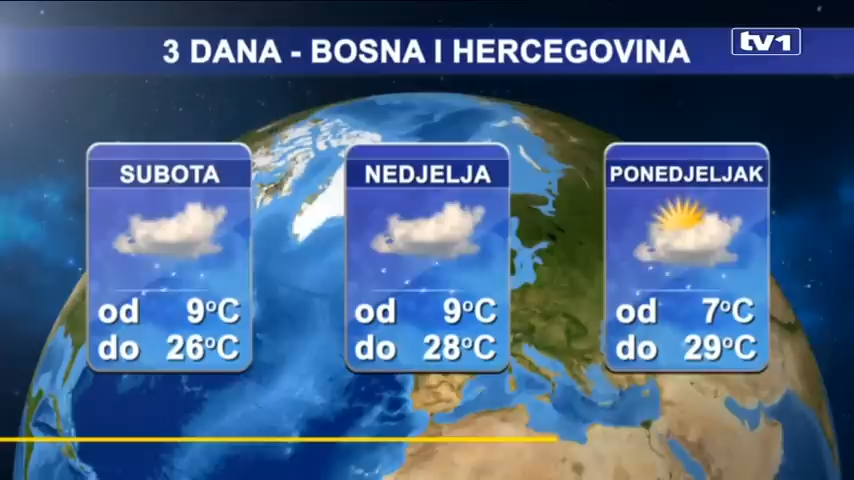 3 DANA - BOSNA I HERCEGOVINA
tv1
SUBOTA
od 9°C
do 26°C
NEDJELJA
od 9°C
do 28°C
PONEDJELJAK
od 7°C
do 29°C